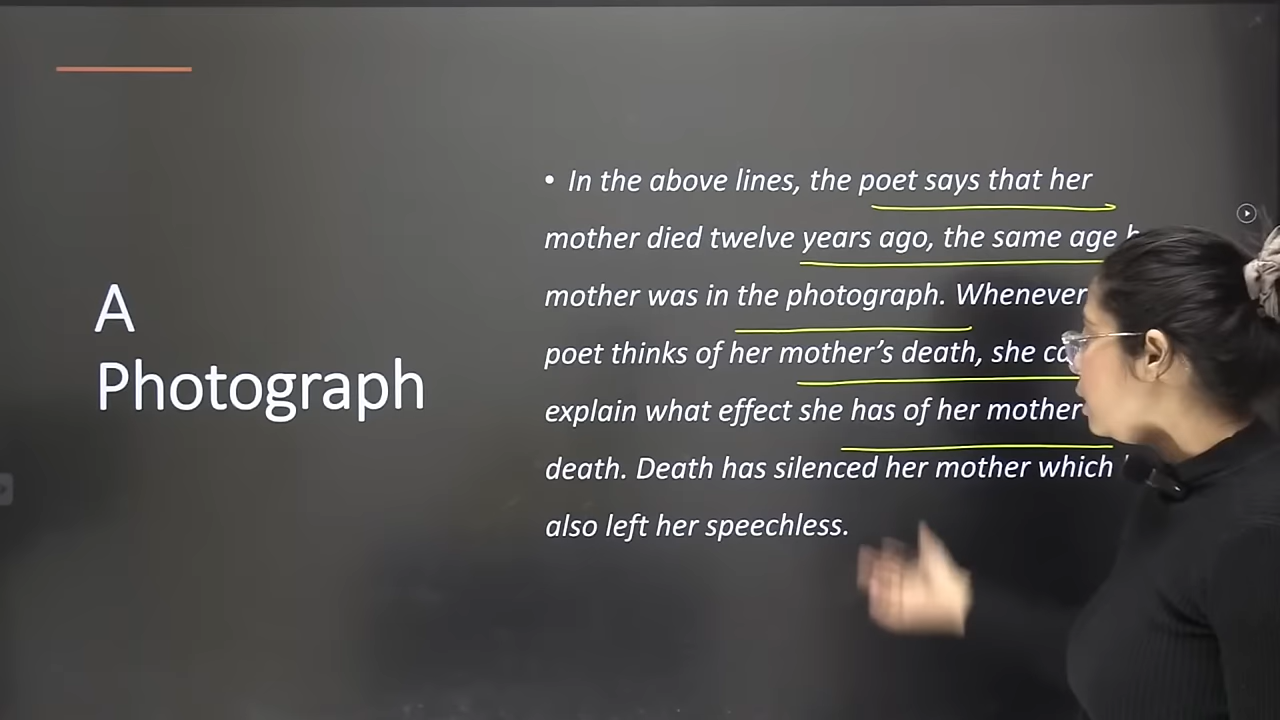 A
Photograph
• In the above lines, the poet says that her
mother died twelve years ago, the same age
mother was in the photograph. Whenever
poet thinks of her mother's death, she
explain what effect she has of her mother
death. Death has silenced her mother which
also left her speechless.